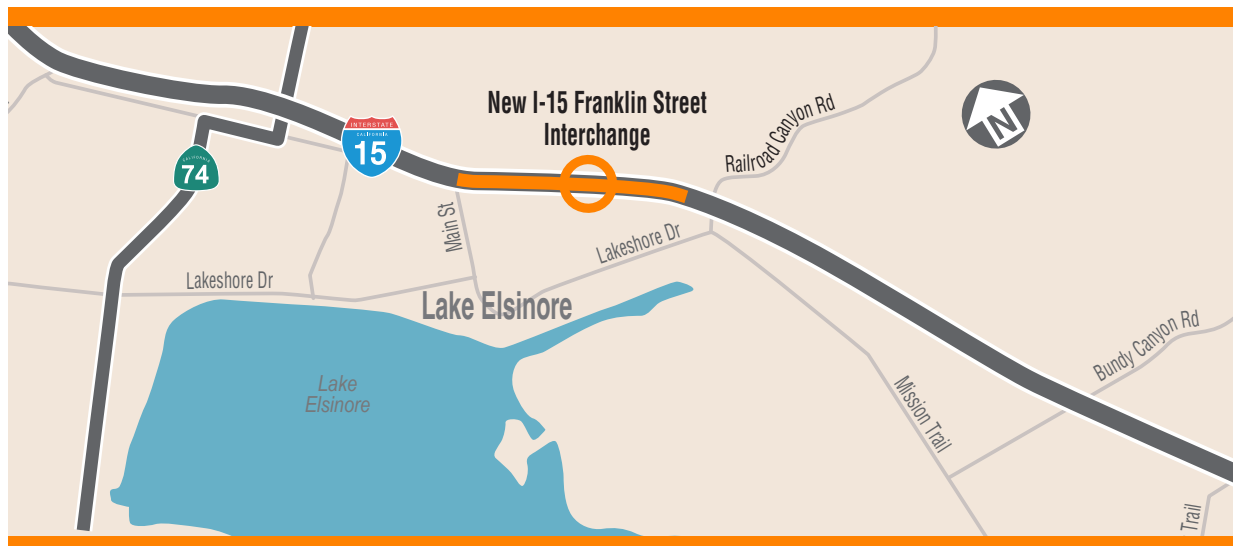 New I-15 Franklin Street
Interchange
Railroad Canyon Rd
N
INTERSTATE
CALIFORNIA
15
CALIFORNIA
74
Main St
Lakeshore Dr
Lakeshore Dr
Lake Elsinore
Lake
Elsinore
Bundy Canyon Rd
Mission Trail
Trail